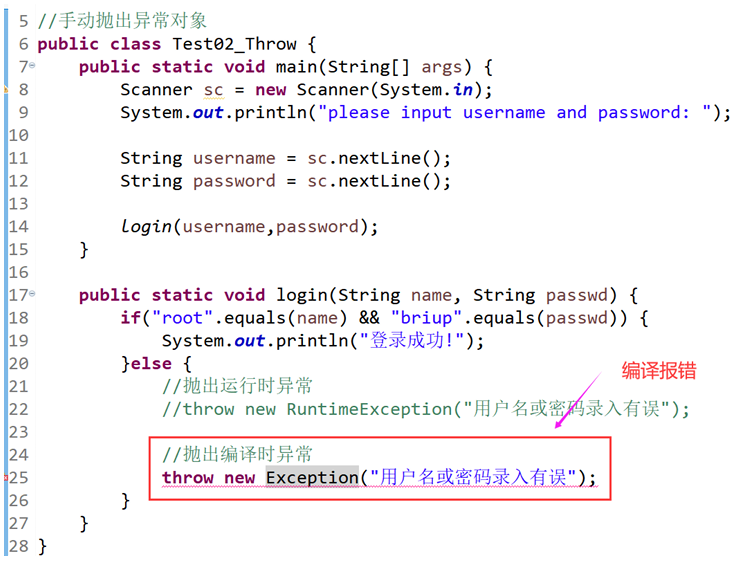 5 //手动抛出异常对象
6 public class Test02_Throw {
7 public static void main(String[] args) {
8 Scanner sc = new Scanner(System.in);
9 System.out.println("please input username and password: ");
10
11 String username = sc.nextLine();
12 String password = sc.nextLine();
13
14 login(username,password);
15 }
16
17 public static void login(String name, String passwd) {
18 if("root".equals(name) && "briup".equals(passwd)) {
19 System.out.println("登录成功!");
20 }else {
21 //抛出运行时异常
编译报错
22 //throw new RuntimeException("用户名或密码录入有误");
23
24 //抛出编译时异常
25 throw new Exception("用户名或密码录入有误");
26 }
27 }
28 }